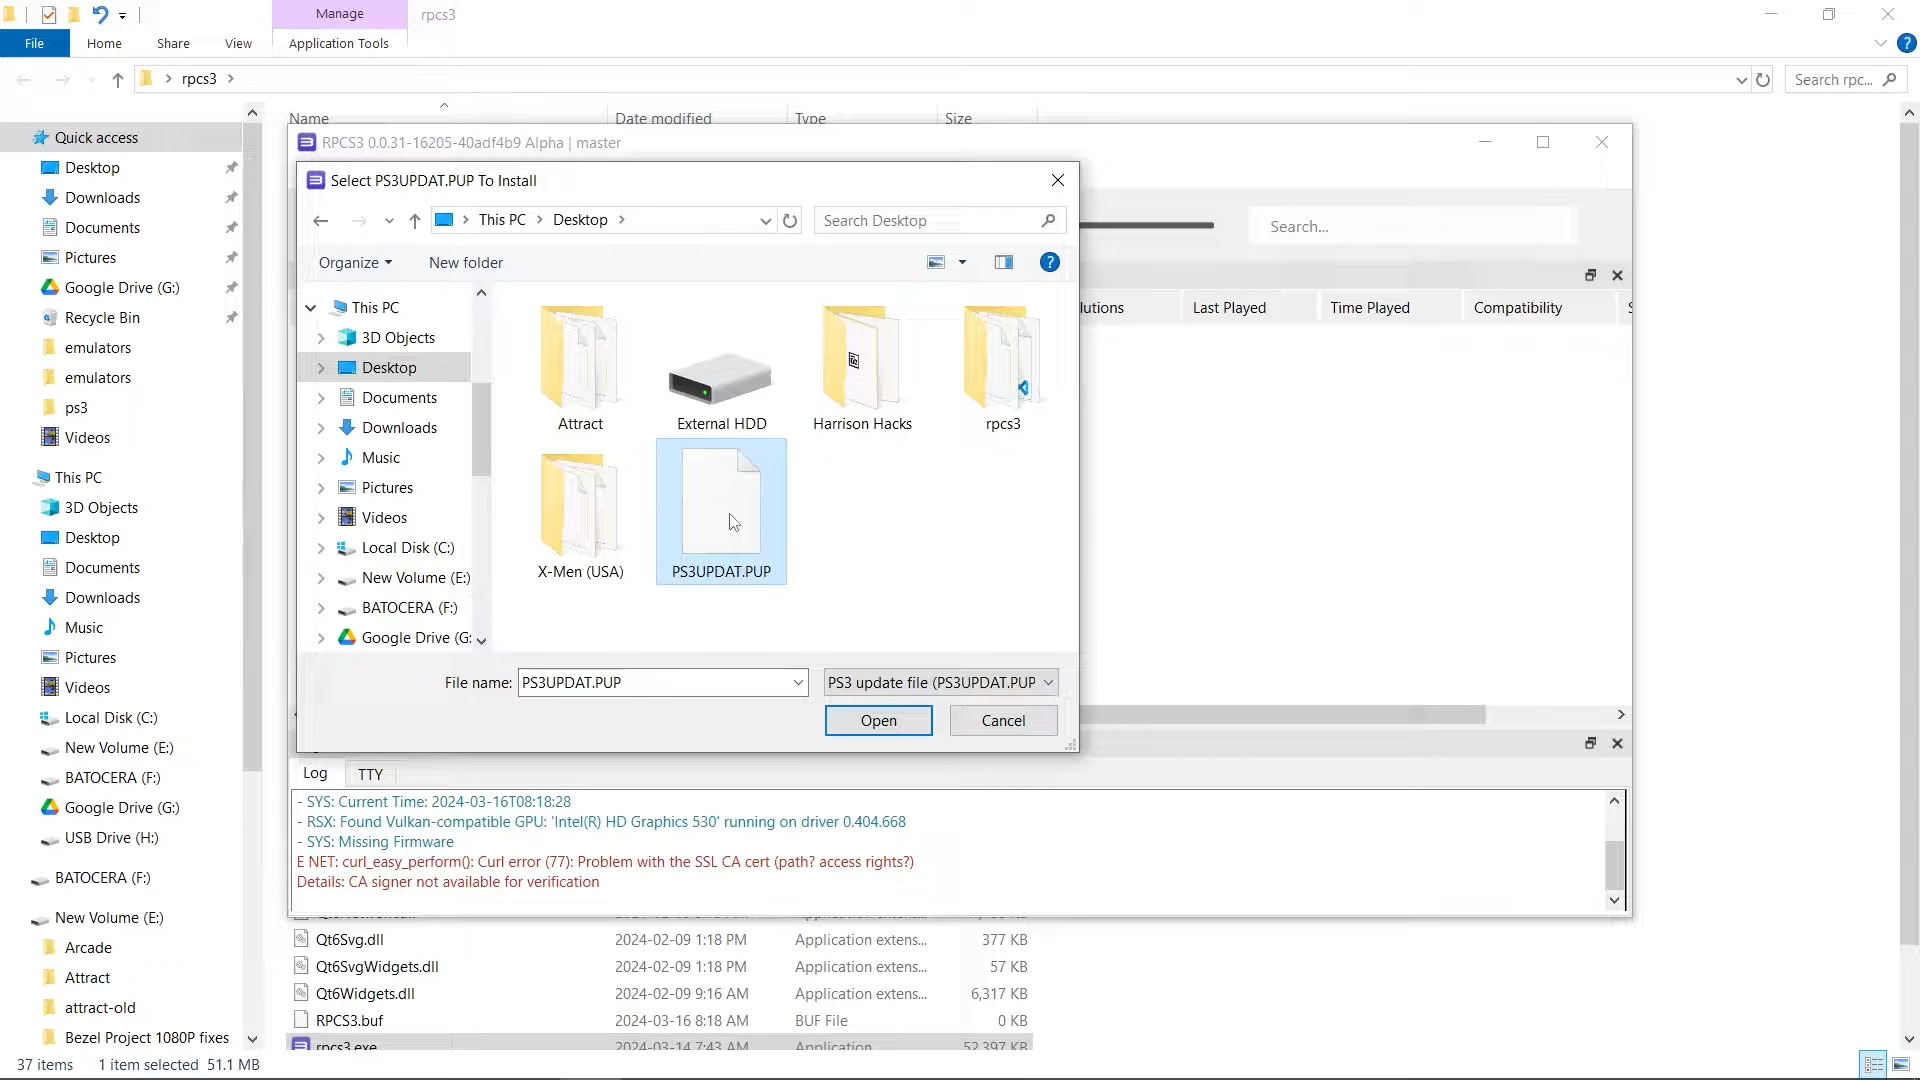 Manage
rpcs3
File
Home
Share
View
Application Tools
rpcs3
Search rpc...
Quick access
Desktop
Downloads
Documents
Pictures
Google Drive (G:)
Recycle Bin
emulators
emulators
ps3
Videos
This PC
3D Objects
Desktop
Documents
Downloads
Music
Pictures
Videos
Local Disk (C:)
New Volume (E:)
BATOCERA (F:)
Google Drive (G:)
USB Drive (H:)
BATOCERA (F:)
New Volume (E:)
Arcade
Attract
attract-old
Bezel Project 1080P fixes
Name
Date modified
Type
Size
RPCS3 0.0.31-16205-40adf4b9 Alpha | master
Select PS3UPDAT.PUP To Install
This PC
Desktop
Search Desktop
Organize
New folder
This PC
3D Objects
Desktop
Documents
Downloads
Music
Pictures
Videos
Local Disk (C:)
New Volume (E:)
BATOCERA (F:)
Google Drive (G:
Attract
External HDD
Harrison Hacks
rpcs3
X-Men (USA)
PS3UPDAT.PUP
File name:
PS3UPDAT.PUP
PS3 update file (PS3UPDAT.PUP
Open
Cancel
Search...
lutions
Last Played
Time Played
Compatibility
Log
TTY
- SYS: Current Time: 2024-03-16T08:18:28
- RSX: Found Vulkan-compatible GPU: 'Intel(R) HD Graphics 530' running on driver 0.404.668
- SYS: Missing Firmware
E NET: curl_easy_perform(): Curl error (77): Problem with the SSL CA cert (path? access rights?)
Details: CA signer not available for verification
Qt6Svg.dll 2024-02-09 1:18 PM Application extens... 377 KB
Qt6SvgWidgets.dll 2024-02-09 1:18 PM Application extens... 57 KB
Qt6Widgets.dll 2024-02-09 9:16 AM Application extens... 6,317 KB
RPCS3.buf 2024-03-16 8:18 AM BUF File 0 KB
rpcs3.exe 2024-03-14 7:43 AM Application 52,397 KB
37 items 1 item selected 51.1 MB